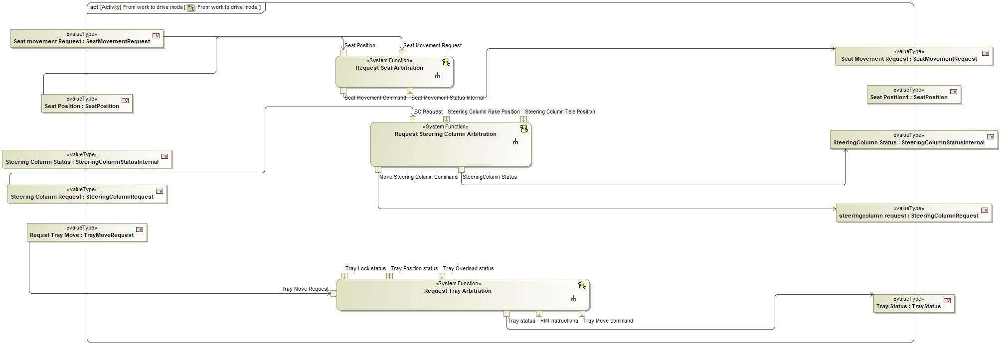 act [Activity] From work to drive mode [ From work to drive mode ]
«valueType»
Seat movement Request : SeatMovementRequest
V
Seat Position
Seat Movement Request
«System Function»
Request Seat Arbitration
Seat Movement Command
Seat Movement Status Internal
«valueType»
Seat Movement Request : SeatMovementRequest
V
«valueType»
Seat Position : SeatPosition
V
«valueType»
Seat Position1 : SeatPosition
V
SC Request
Steering Column Rake Position
Steering Column Tele Position
«System Function»
Request Steering Column Arbitration
Move Steering Column Command
SteeringColumn Status
«valueType»
SteeringColumn Status : SteeringColumnStatusInternal
V
«valueType»
Steering Column Status : SteeringColumnStatusInternal
V
«valueType»
Steering Column Request : SteeringColumnRequest
V
«valueType»
steeringcolumn request : SteeringColumnRequest
V
«valueType»
Requst Tray Move : TrayMoveRequest
V
Tray Lock status
Tray Position status
Tray Overload status
Tray Move Request
«System Function»
Request Tray Arbitration
Tray status
HMI instructions
Tray Move command
«valueType»
Tray Status : TrayStatus
V